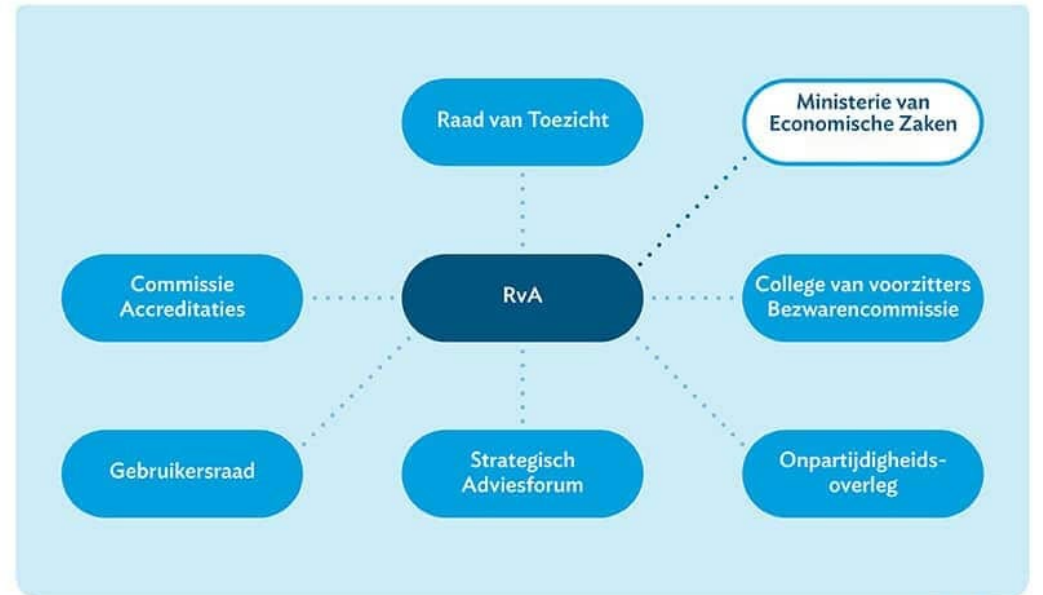 Raad van Toezicht
Ministerie van
Economische Zaken
Commissie
Accreditaties
RvA
College van voorzitters
Bezwarencommissie
Gebruikersraad
Strategisch
Adviesforum
Onpartijdigheids-
overleg